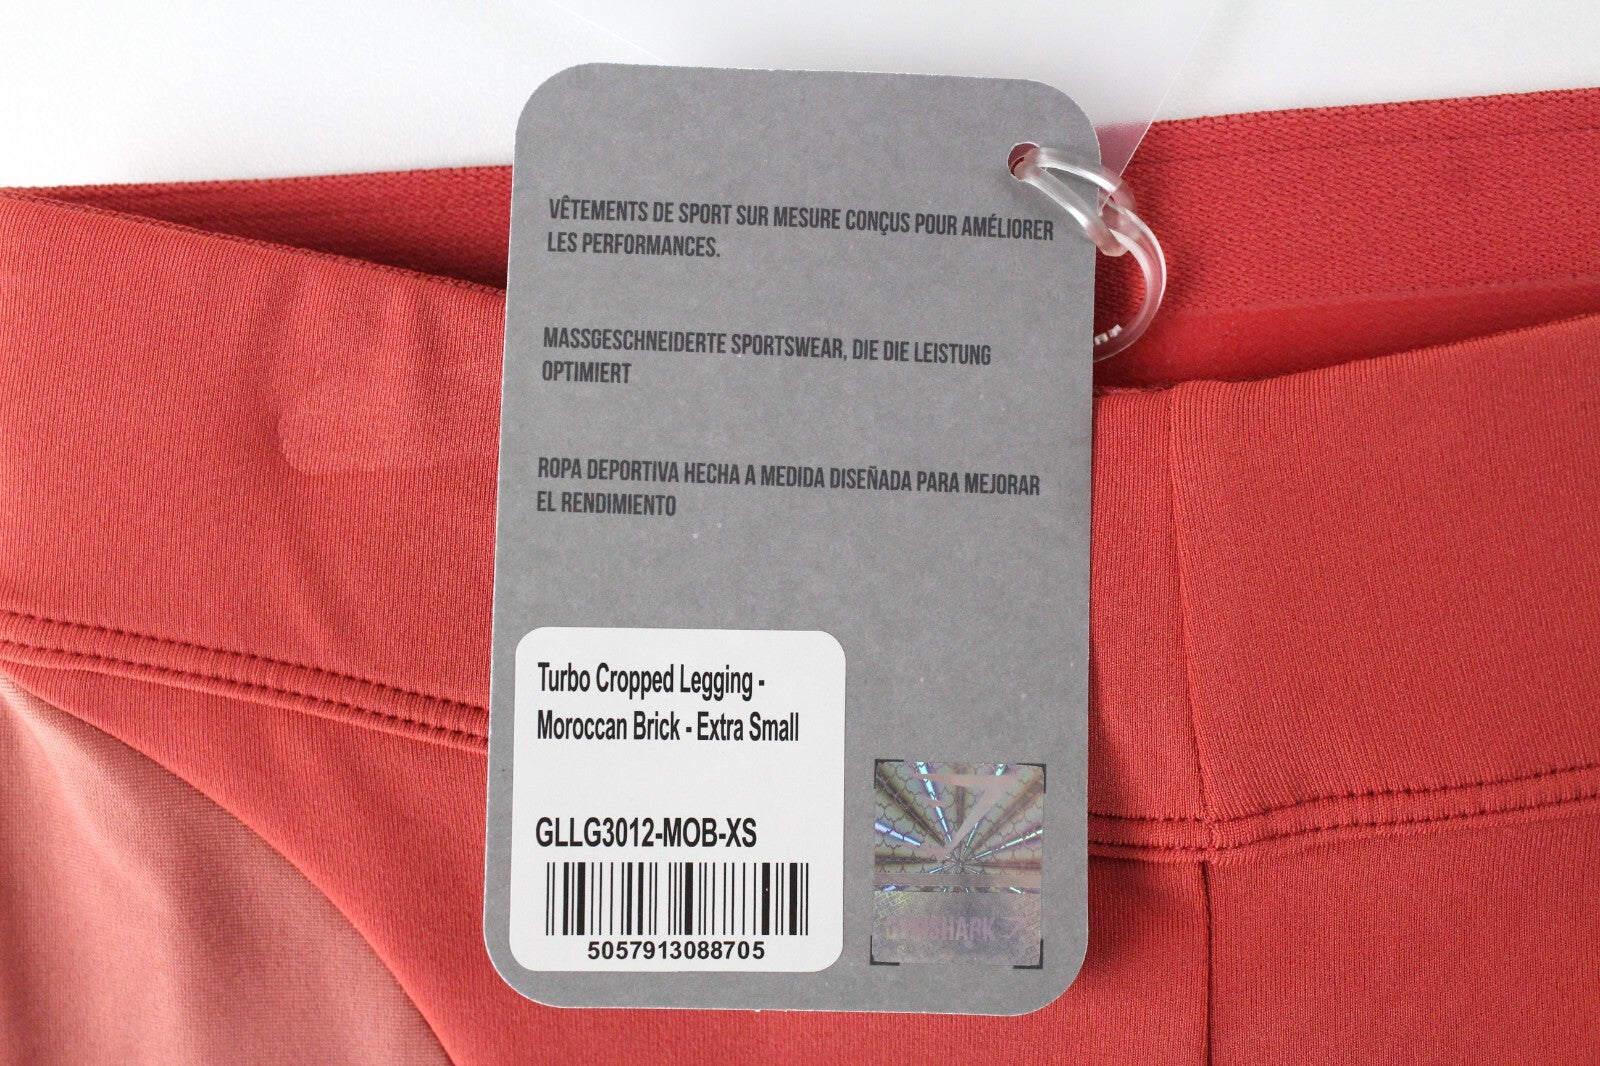 VÊTEMENTS DE SPORT SUR MESURE CONÇUS POUR AMÉLIORER
LES PERFORMANCES.
MASSGESCHNEIDERTE SPORTSWEAR, DIE DIE LEISTUNG
OPTIMIERT
ROPA DEPORTIVA HECHA A MEDIDA DISEÑADA PARA MEJORAR
EL RENDIMIENTO
Turbo Cropped Legging -
Moroccan Brick - Extra Small
GLLG3012-MOB-XS
5057913088705
GYMSHARK